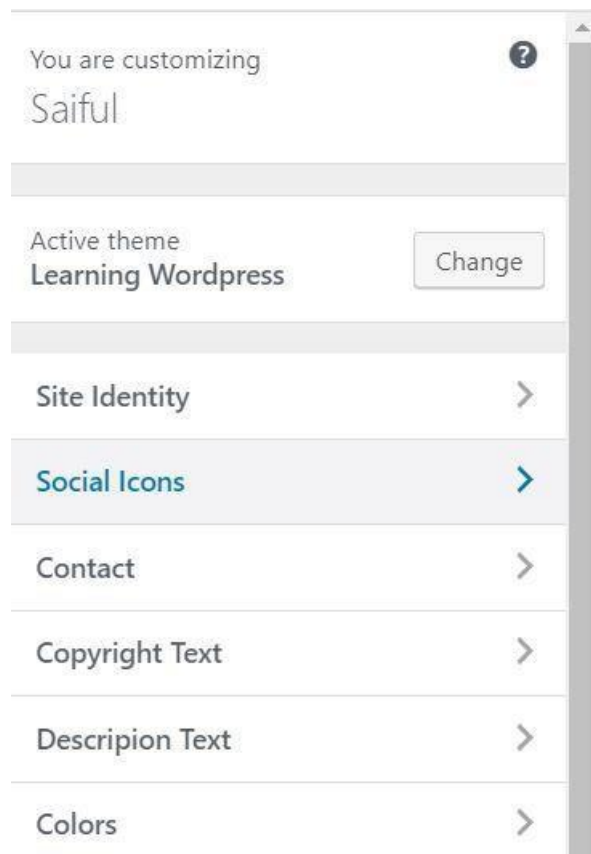 You are customizing
Saiful
Active theme
Learning Wordpress
Change
Site Identity
Social Icons
Contact
Copyright Text
Descripion Text
Colors